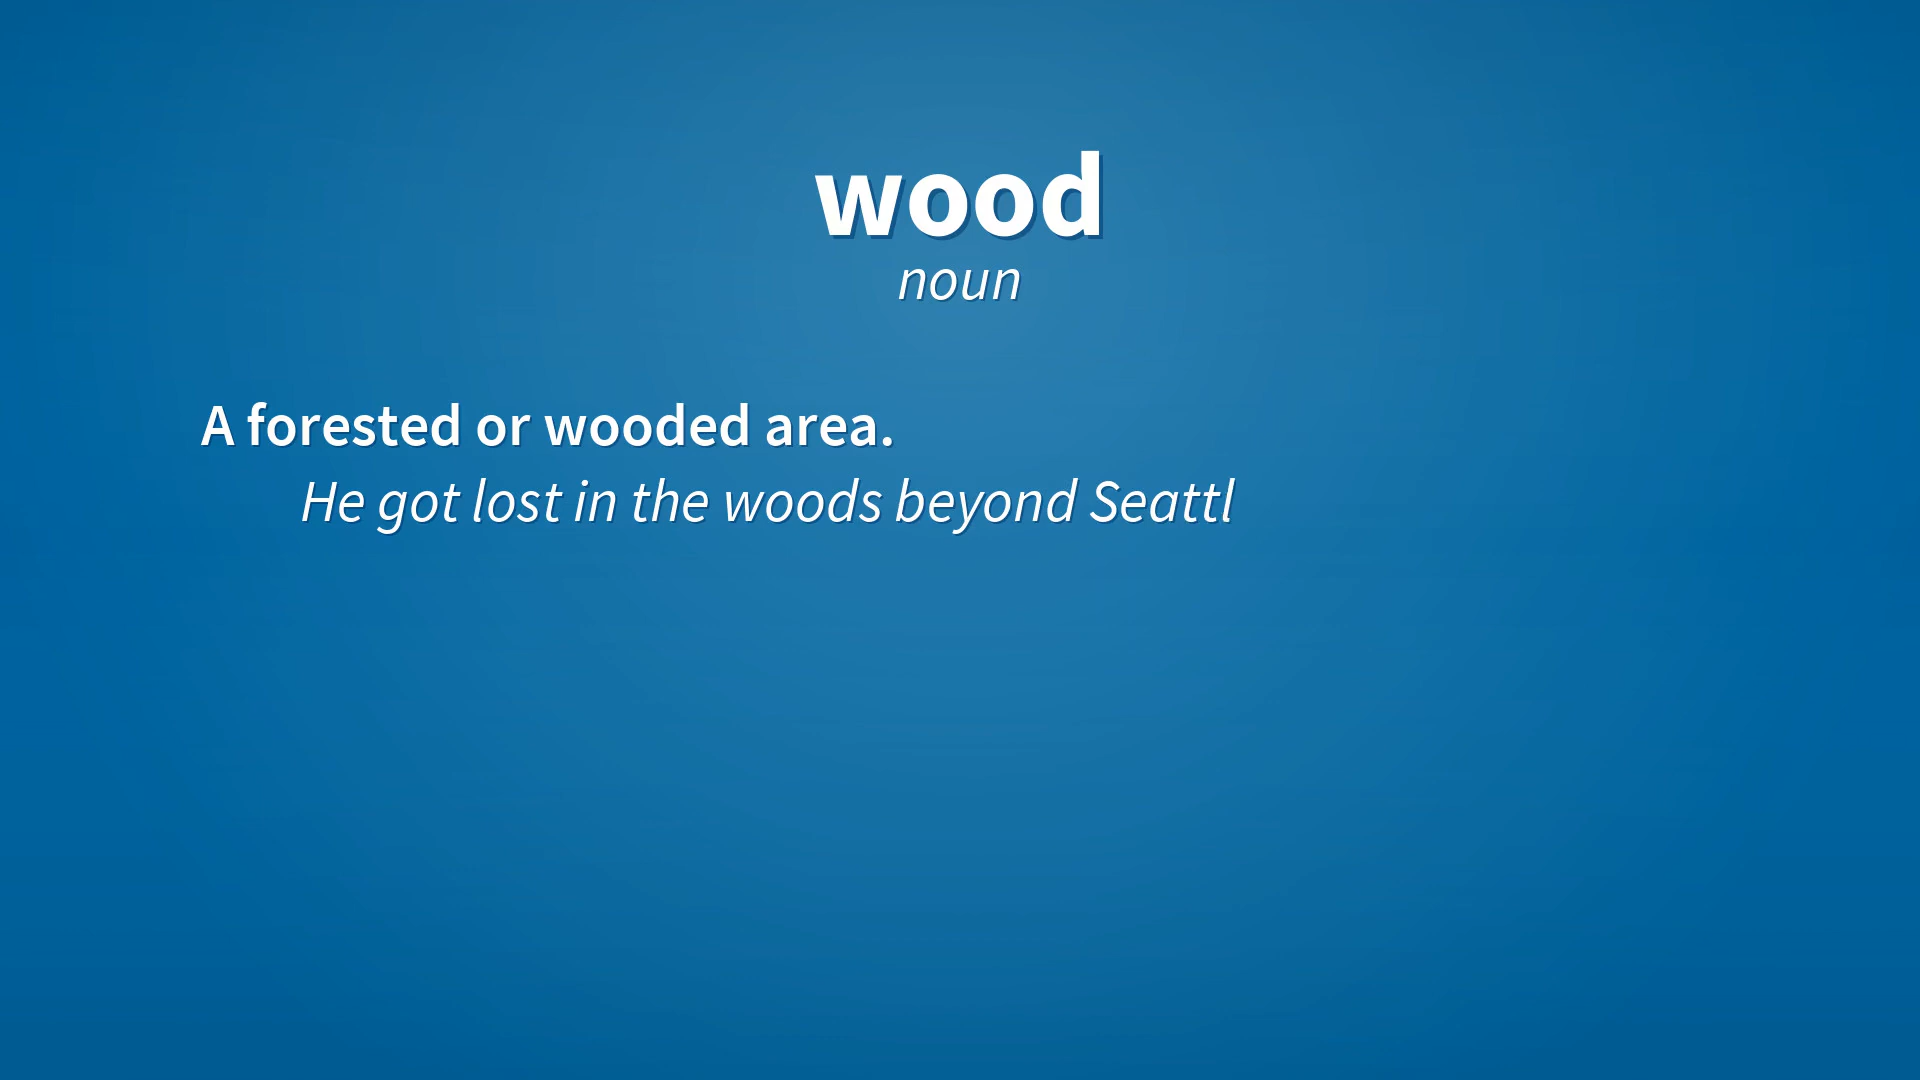 wood
noun
A forested or wooded area.
He got lost in the woods beyond Seattl